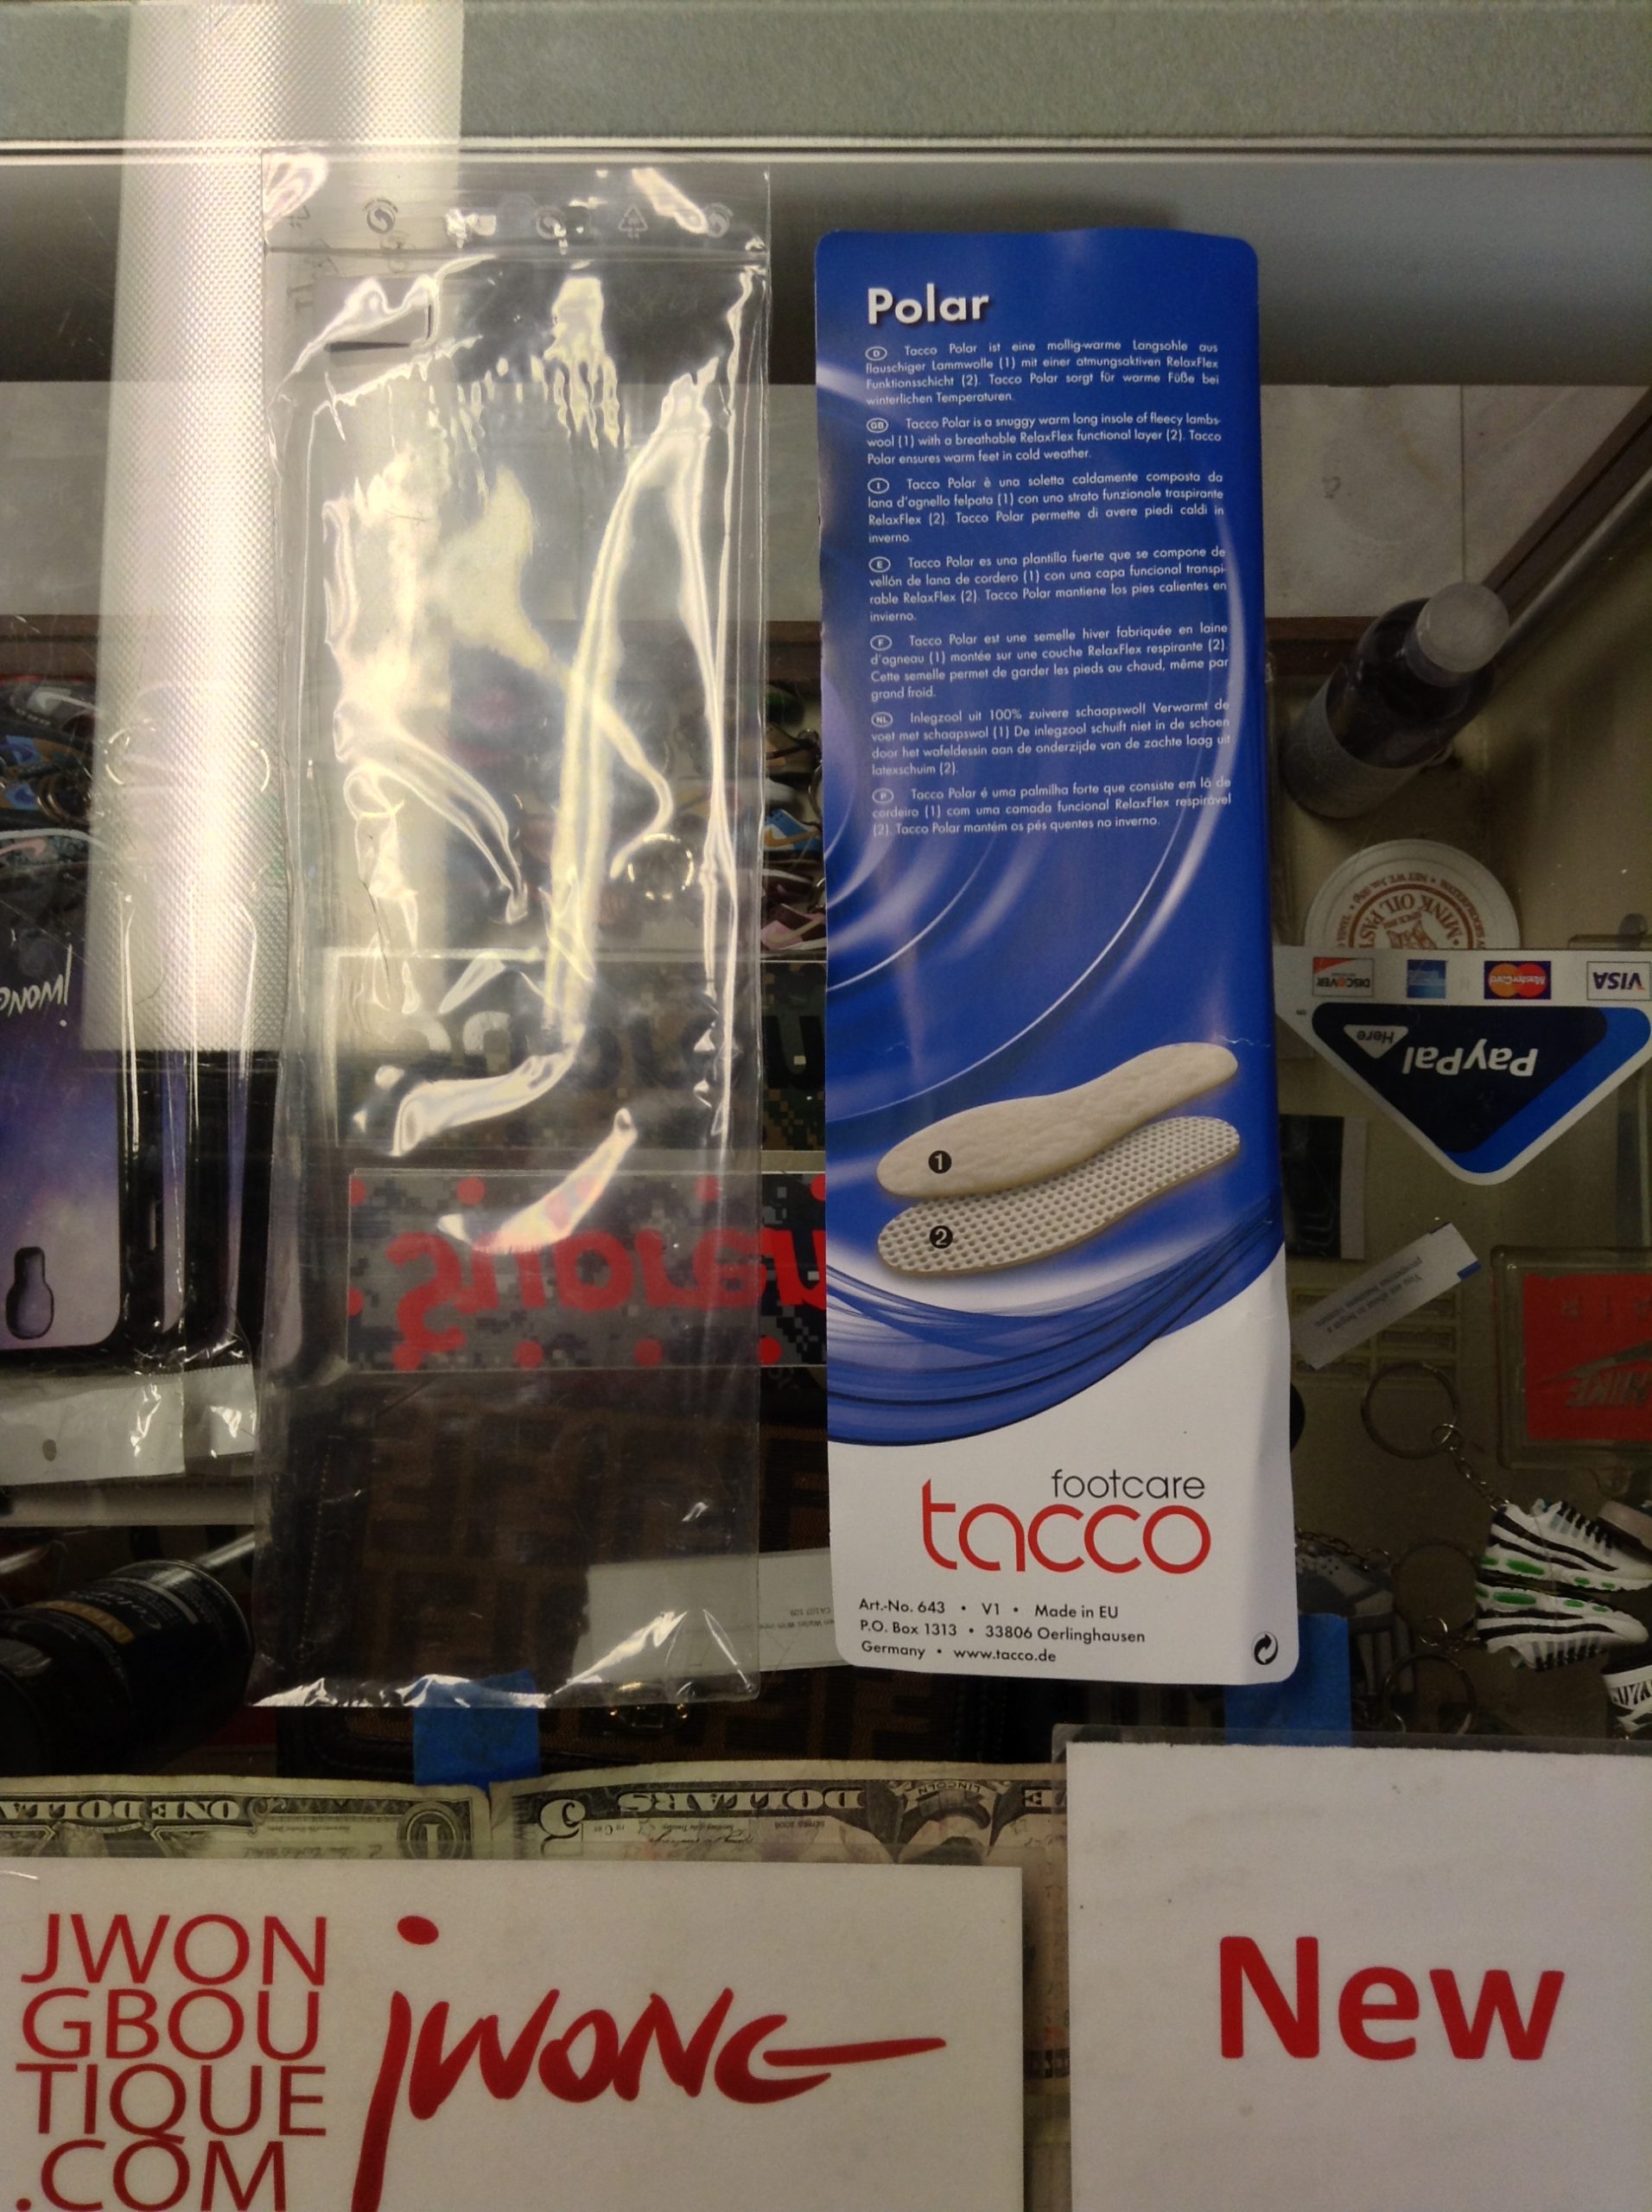 Polar
D Tacco Polar ist eine mollig-warme Langsohle aus
flauschiger Lammwolle (1) mit einer atmungsaktiven RelaxFlex
Funktionsschicht (2). Tacco Polar sorgt für warme Füße bei
winterlichen Temperaturen.
GB Tacco Polar is a snuggy warm long insole of fleecy lambs-
wool (1) with a breathable RelaxFlex functional layer (2). Tacco
Polar ensures warm feet in cold weather.
I Tacco Polar è una soletta caldamente composta da
lana d'agnello felpata (1) con uno strato funzionale traspirante
RelaxFlex (2). Tacco Polar permette di avere piedi caldi in
inverno.
E Tacco Polar es una plantilla fuerte que se compone de
vellón de lana de cordero (1) con una capa funcional transpi-
rable RelaxFlex (2). Tacco Polar mantiene los pies calientes en
invierno.
F Tacco Polar est une semelle hiver fabriquée en laine
d'agneau (1) montée sur une couche RelaxFlex respirante (2).
Cette semelle permet de garder les pieds au chaud, même par
grand froid.
NL Inlegzool uit 100% zuivere schaapswol! Verwarmt de
voet met schaapswol (1) De inlegzool schuift niet in de schoen
door het wafeldessin aan de onderzijde van de zachte laag uit
latexschuim (2).
P Tacco Polar é uma palmilha forte que consiste em lã de
cordeiro (1) com uma camada funcional RelaxFlex respirável
(2). Tacco Polar mantém os pés quentes no inverno.
1
2
footcare
tacco
Art.-No. 643 • V1 • Made in EU
P.O. Box 1313 • 33806 Oerlinghausen
Germany • www.tacco.de
MINK OIL
VISA
MasterCard
DISCOVER
PayPal
Here
NIKE
ONE DOLLAR
1
5
DOLLARS
LINCOLN
JWON
GBOU
TIQUE
.COM
jwong
New